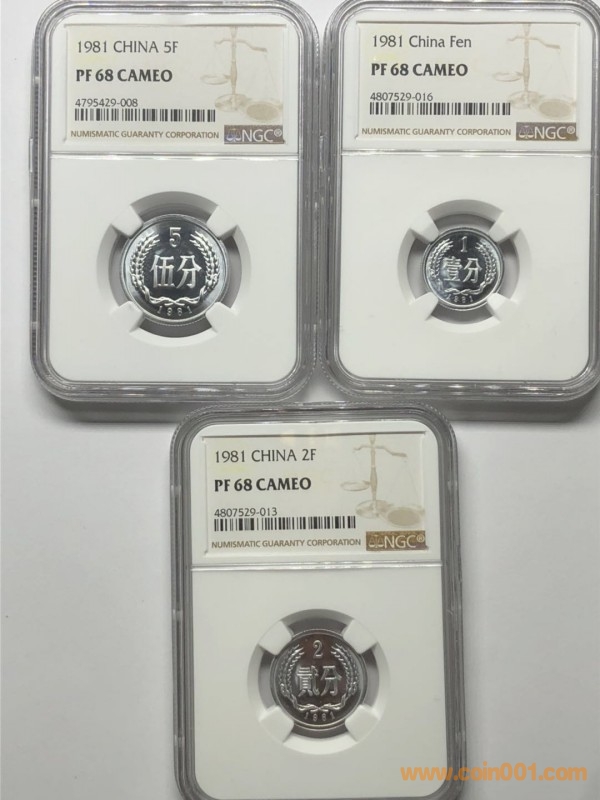 1981 CHINA 5F
PF 68 CAMEO
4795429-008
NUMISMATIC GUARANTY CORPORATION
NGC®
5
伍分
1981
1981 China Fen
PF 68 CAMEO
4807529-016
NUMISMATIC GUARANTY CORPORATION
NGC®
1
壹分
1981
1981 CHINA 2F
PF 68 CAMEO
4807529-013
NUMISMATIC GUARANTY CORPORATION
NGC®
2
贰分
1981
www.coin001.com